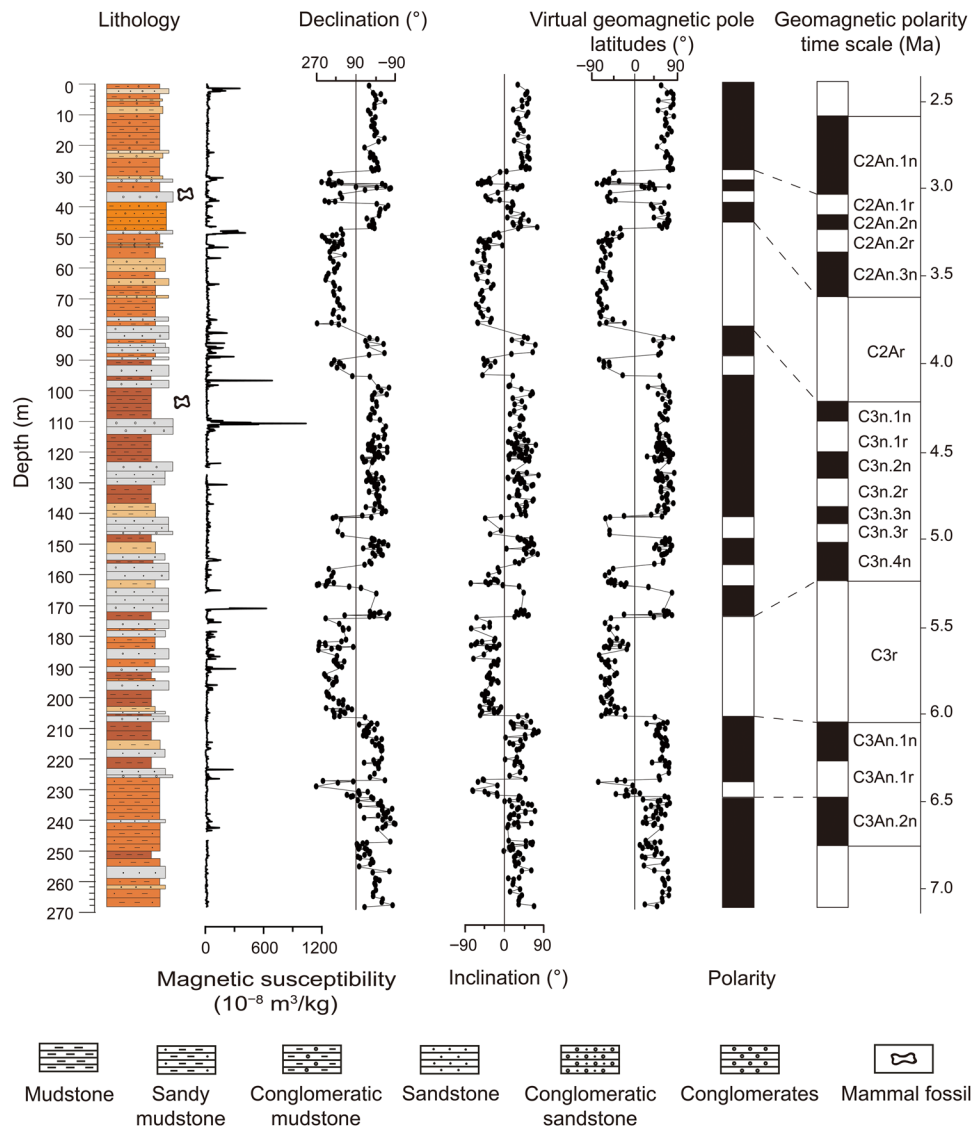 Lithology
Declination (°)
Virtual geomagnetic pole
latitudes (°)
Geomagnetic polarity
time scale (Ma)
270 90 −90
−90 0 90
Depth (m)
0
10
20
30
40
50
60
70
80
90
100
110
120
130
140
150
160
170
180
190
200
210
220
230
240
250
260
270
C2An.1n
C2An.1r
C2An.2n
C2An.2r
C2An.3n
C2Ar
C3n.1n
C3n.1r
C3n.2n
C3n.2r
C3n.3n
C3n.3r
C3n.4n
C3r
C3An.1n
C3An.1r
C3An.2n
2.5
3.0
3.5
4.0
4.5
5.0
5.5
6.0
6.5
7.0
0 600 1200
−90 0 90
Magnetic susceptibility
(10⁻⁸ m³/kg)
Inclination (°)
Polarity
Mudstone
Sandy
mudstone
Conglomeratic
mudstone
Sandstone
Conglomeratic
sandstone
Conglomerates
Mammal fossil